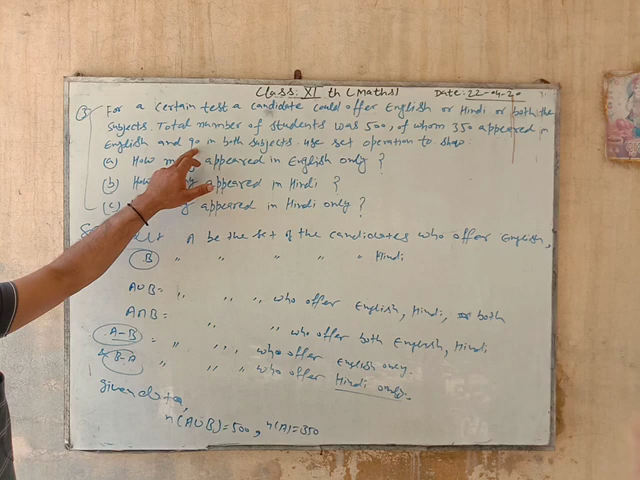 Class: XI th (Maths) Date: 22-04-20
Q For a certain test a candidate could offer English or Hindi or both the
subjects. Total number of students was 500, of whom 350 appeared in
English and 90 in both subjects. use set operation to show
(a) How many appeared in English only ?
(b) How appeared in Hindi ?
(c) appeared in Hindi only ?
Let A be the set of the candidates who offer English,
B " " " " " Hindi
A∪B = " " " who offer English, Hindi, both
A∩B = " " who offer both English, Hindi
A-B = " " " who offer English only.
& B-A " " " who offer Hindi only.
Given data,
n(A∪B)=500, n(A)=350